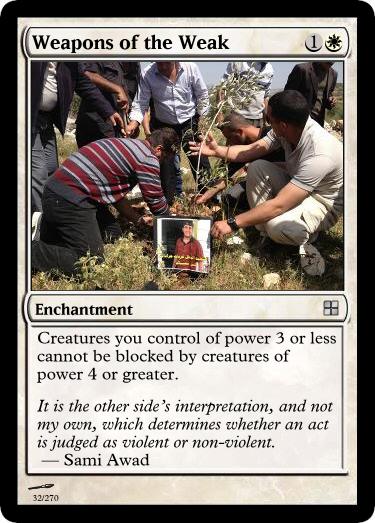 Weapons of the Weak 1
Enchantment
Creatures you control of power 3 or less
cannot be blocked by creatures of
power 4 or greater.
It is the other side's interpretation, and not
my own, which determines whether an act
is judged as violent or non-violent.
— Sami Awad
32/270